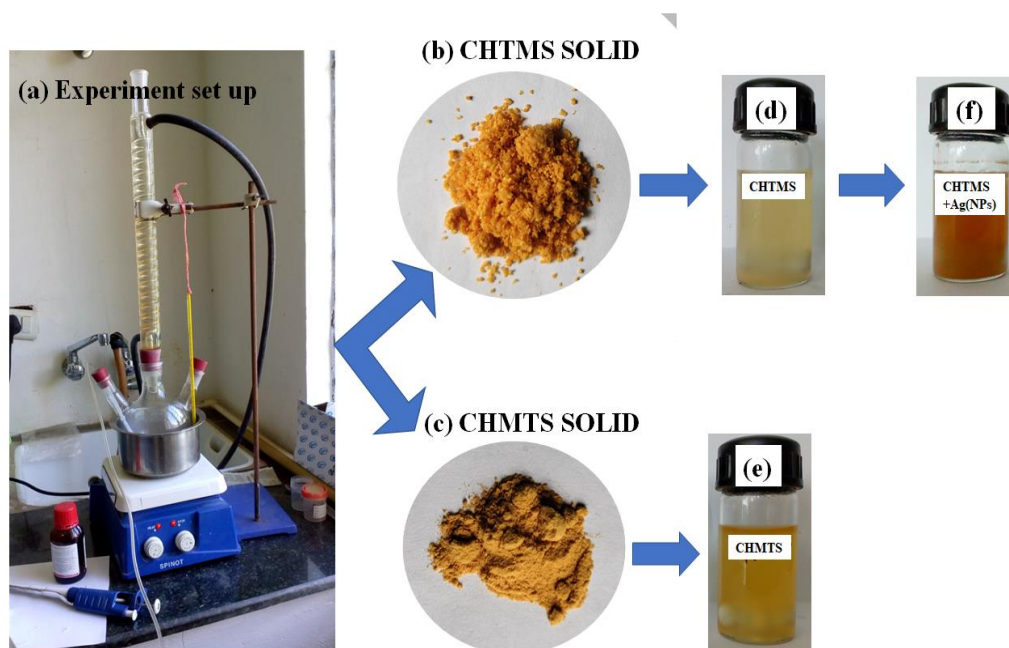 (a) Experiment set up
(b) CHTMS SOLID
(d)
CHTMS
(f)
CHTMS
+Ag(NPs)
(c) CHMTS SOLID
(e)
CHMTS
SPINOT